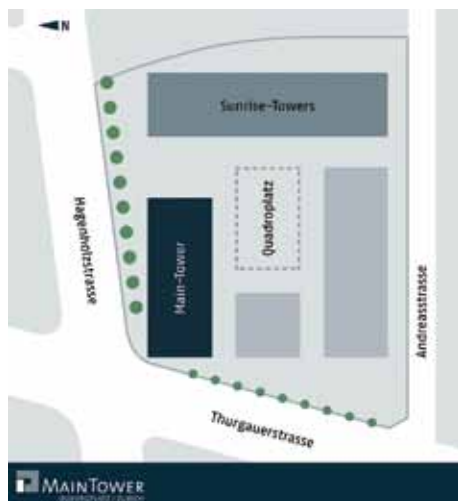 N
Sunrise-Towers
Quadroplatz
Main-Tower
Hagenholzstrasse
Andreasstrasse
Thurgauerstrasse
MAINTOWER